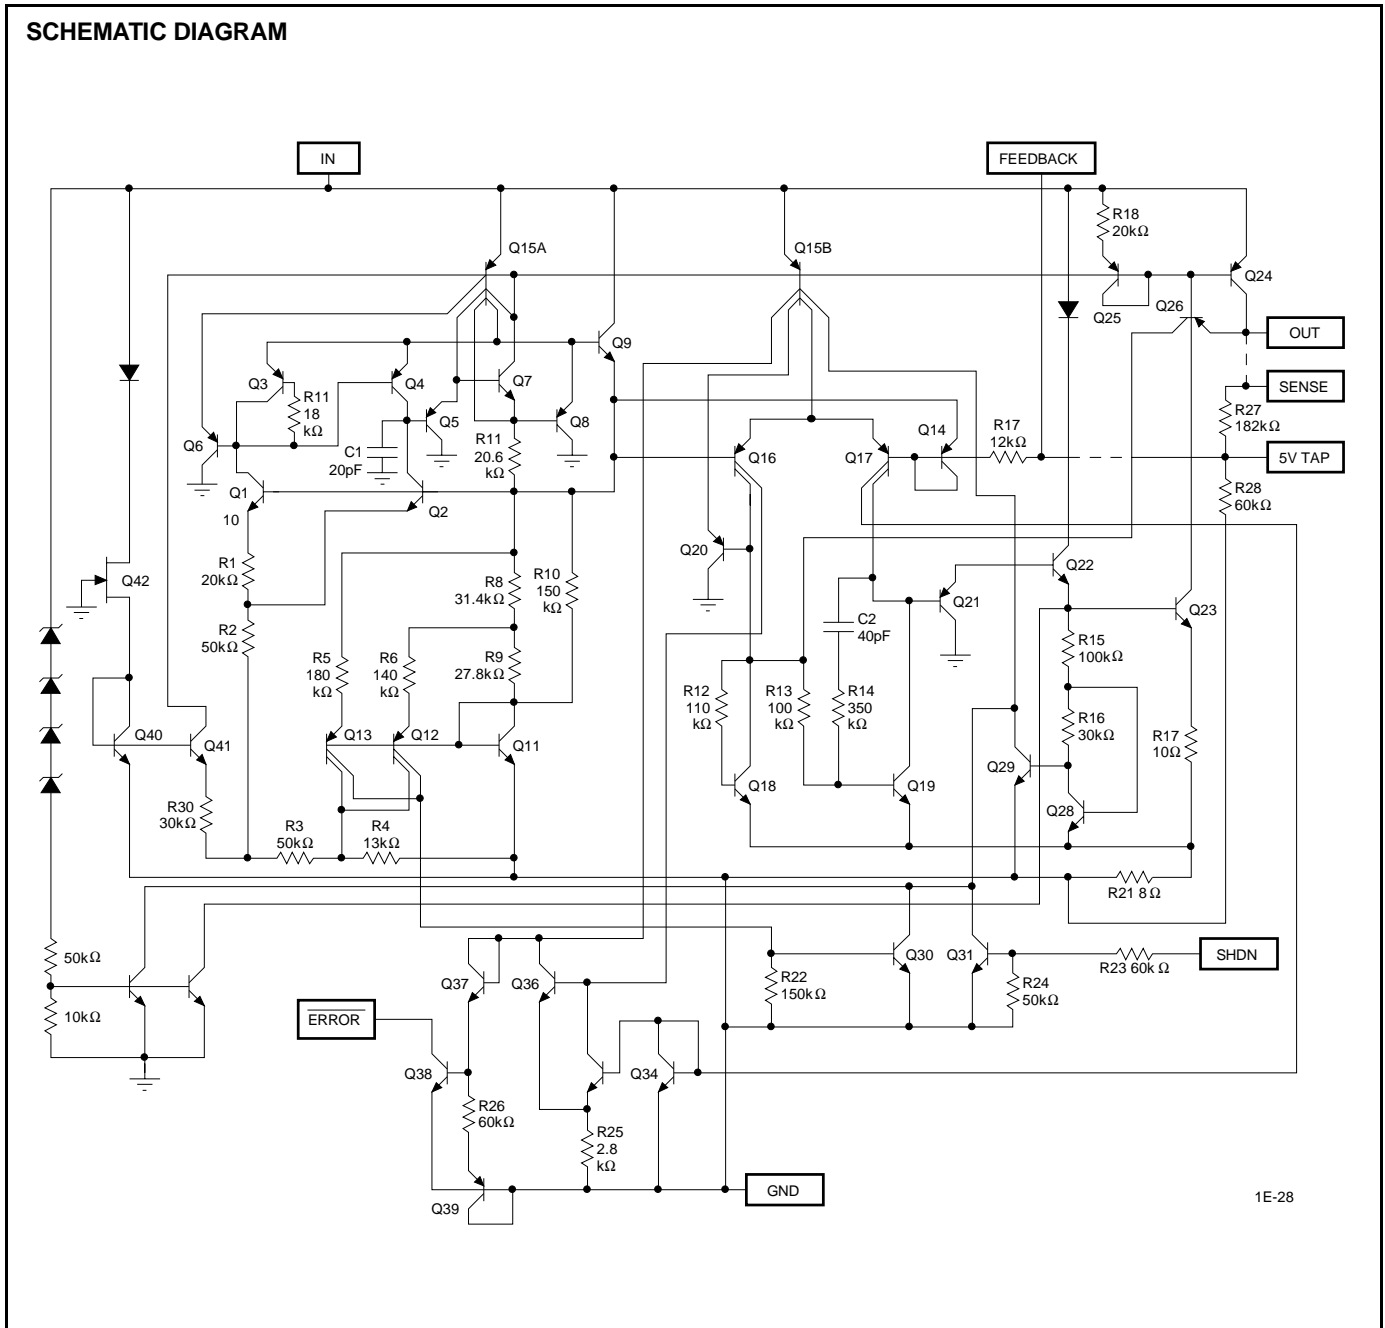 SCHEMATIC DIAGRAM
IN
FEEDBACK
R18
20kΩ
Q15A
Q15B
Q24
Q25
Q26
OUT
Q9
Q3
Q4
Q7
R11
18
kΩ
SENSE
R27
182kΩ
Q5
Q8
Q6
C1
20pF
R11
20.6
kΩ
Q14
R17
12kΩ
Q16
Q17
5V TAP
R28
60kΩ
Q1
10
Q2
Q20
Q22
R1
20kΩ
Q42
R8
31.4kΩ
R10
150
kΩ
Q21
Q23
R2
50kΩ
C2
40pF
R5
180
kΩ
R6
140
kΩ
R9
27.8kΩ
R15
100kΩ
R12
110
kΩ
R13
100
kΩ
R14
350
kΩ
R16
30kΩ
R17
10Ω
Q40
Q41
Q13
Q12
Q11
Q29
Q18
Q19
Q28
R30
30kΩ
R3
50kΩ
R4
13kΩ
R21 8 Ω
50kΩ
10kΩ
Q37
Q36
R22
150kΩ
Q30
Q31
R24
50kΩ
R23 60k Ω
SHDN
ERROR
Q38
Q34
R26
60kΩ
R25
2.8
kΩ
Q39
GND
1E-28